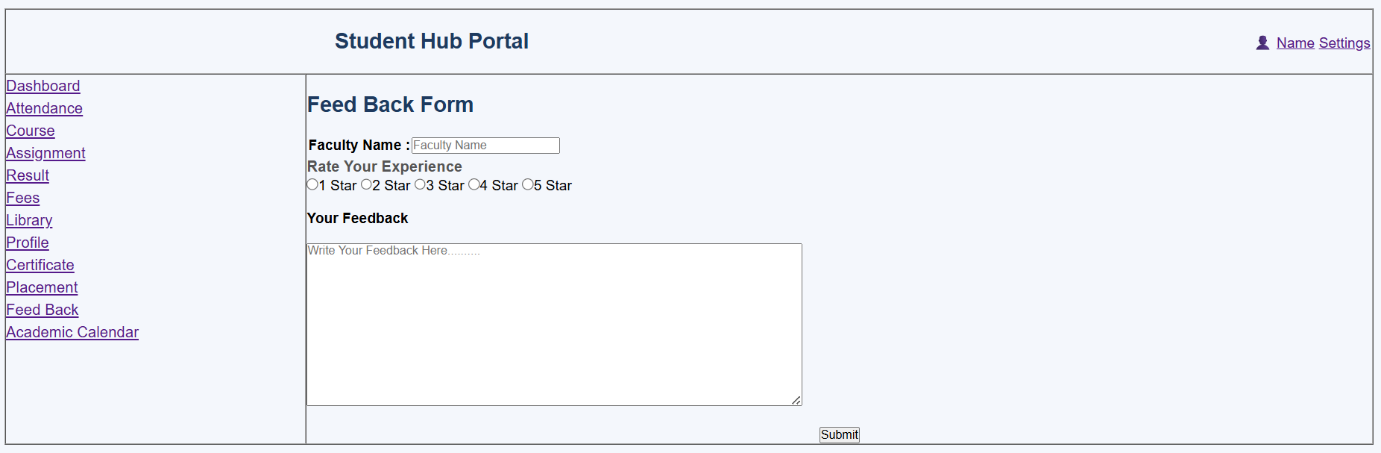 Student Hub Portal
Name Settings
Dashboard
Attendance
Course
Assignment
Result
Fees
Library
Profile
Certificate
Placement
Feed Back
Academic Calendar
Feed Back Form
Faculty Name : Faculty Name
Rate Your Experience
1 Star 2 Star 3 Star 4 Star 5 Star
Your Feedback
Write Your Feedback Here..........
Submit